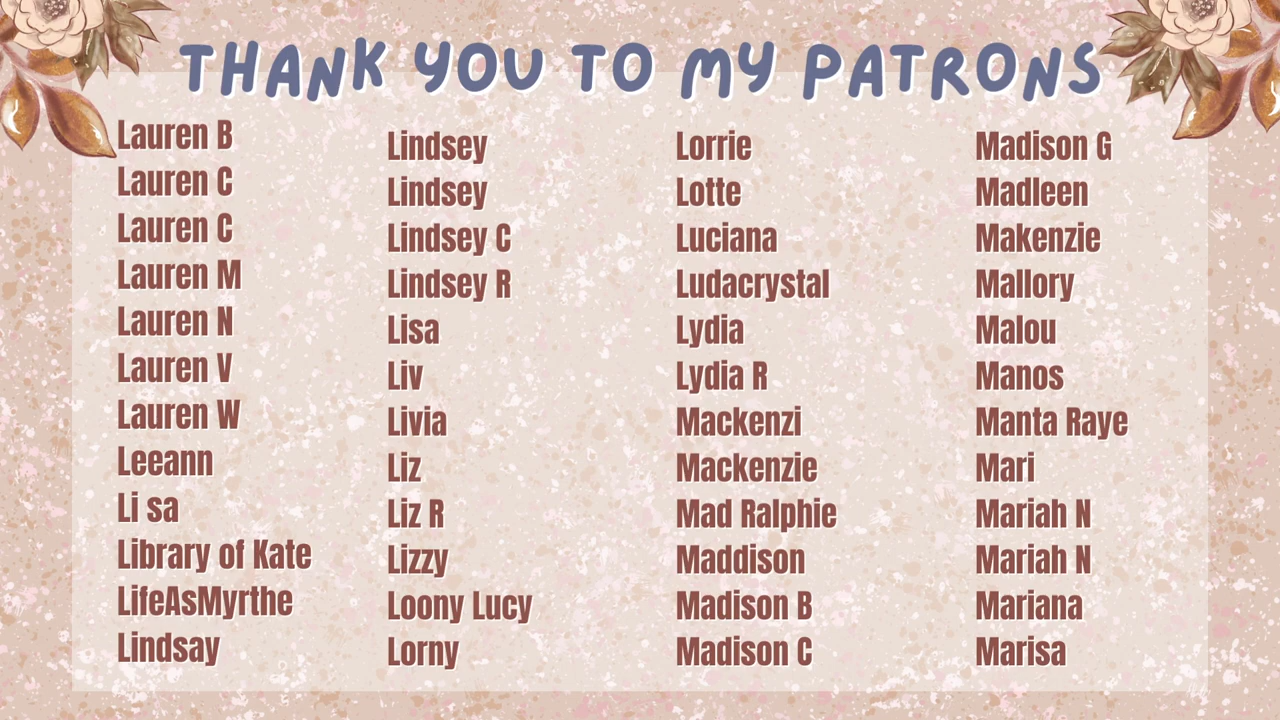 THANK YOU TO MY PATRONS
Lauren B
Lauren C
Lauren C
Lauren M
Lauren N
Lauren V
Lauren W
Leeann
Li sa
Library of Kate
LifeAsMyrthe
Lindsay
Lindsey
Lindsey
Lindsey C
Lindsey R
Lisa
Liv
Livia
Liz
Liz R
Lizzy
Loony Lucy
Lorny
Lorrie
Lotte
Luciana
Ludacrystal
Lydia
Lydia R
Mackenzi
Mackenzie
Mad Ralphie
Maddison
Madison B
Madison C
Madison G
Madleen
Makenzie
Mallory
Malou
Manos
Manta Raye
Mari
Mariah N
Mariah N
Mariana
Marisa